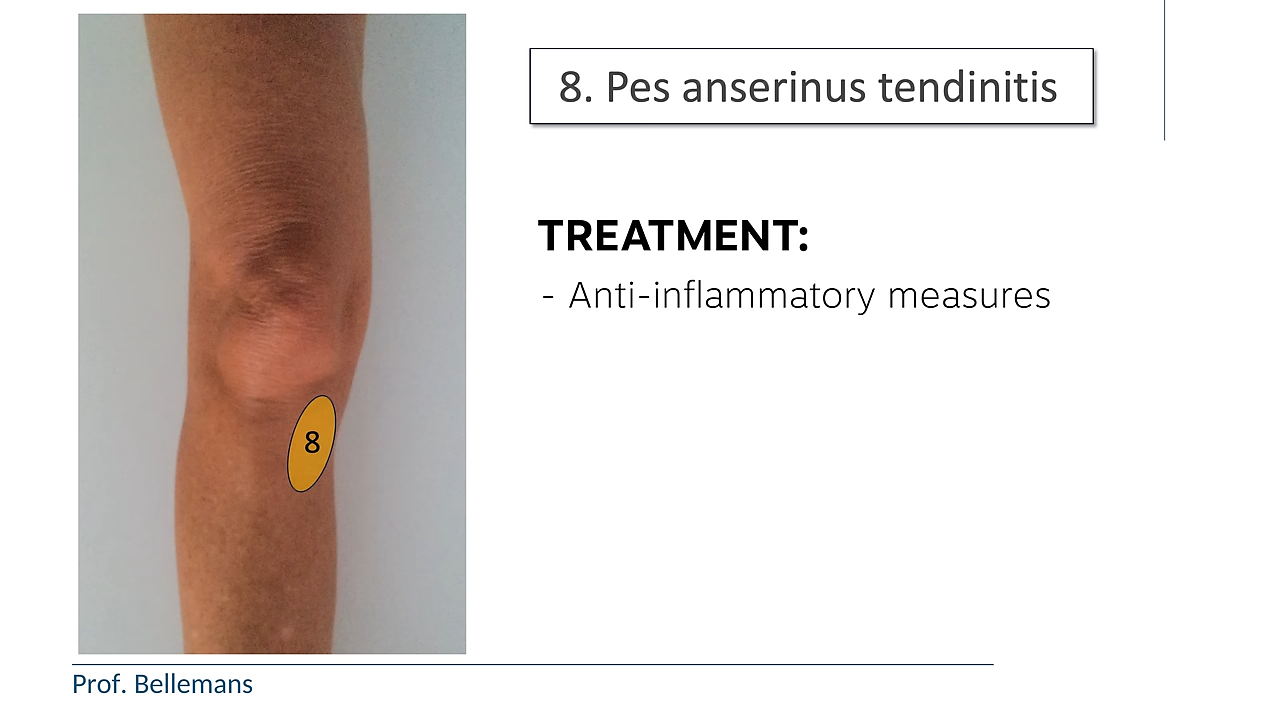 8. Pes anserinus tendinitis
TREATMENT:
- Anti-inflammatory measures
8
Prof. Bellemans